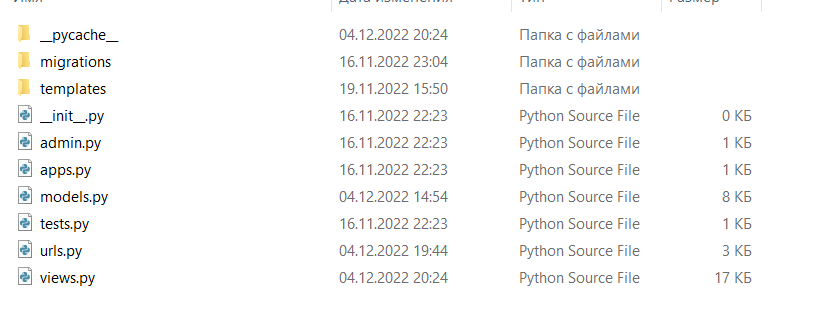 Имя Дата изменения Тип Размер
__pycache__ 04.12.2022 20:24 Папка с файлами
migrations 16.11.2022 23:04 Папка с файлами
templates 19.11.2022 15:50 Папка с файлами
__init__.py 16.11.2022 22:23 Python Source File 0 КБ
admin.py 16.11.2022 22:23 Python Source File 1 КБ
apps.py 16.11.2022 22:23 Python Source File 1 КБ
models.py 04.12.2022 14:54 Python Source File 8 КБ
tests.py 16.11.2022 22:23 Python Source File 1 КБ
urls.py 04.12.2022 19:44 Python Source File 3 КБ
views.py 04.12.2022 20:24 Python Source File 17 КБ